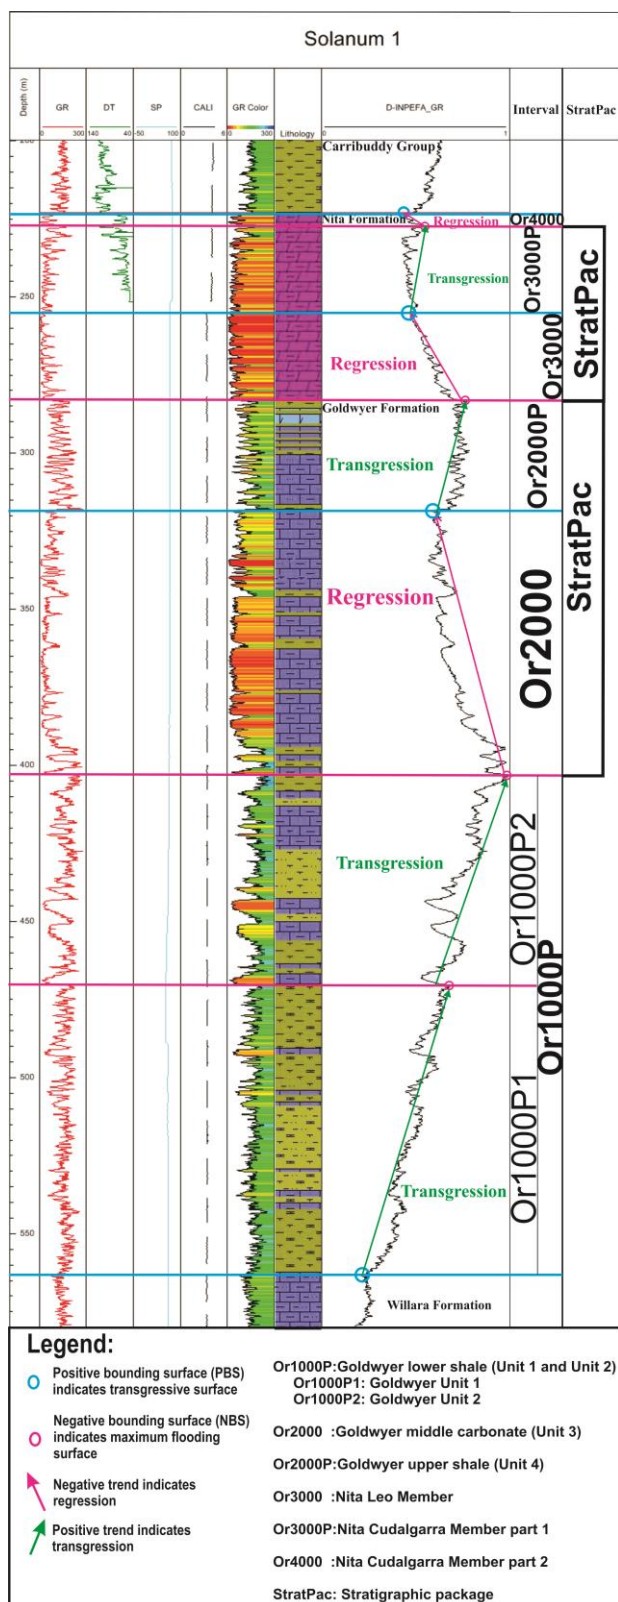 Solanum 1
Depth (m)
GR
DT
SP
CALI
GR Color
Lithology
D-INPEFA_GR
Interval
StratPac
0 300
140 40
-50 100
0 6
0 300
0 1
200
Carribuddy Group
Nita Formation
Regression
Or4000
Transgression
Or3000P
250
Regression
Or3000
StratPac
Goldwyer Formation
300
Transgression
Or2000P
350
Regression
Or2000
StratPac
400
Transgression
Or1000P2
450
Or1000P
500
Transgression
Or1000P1
550
Willara Formation
Legend:
Positive bounding surface (PBS)
indicates transgressive surface
Negative bounding surface (NBS)
indicates maximum flooding
surface
Negative trend indicates
regression
Positive trend indicates
transgression
Or1000P:Goldwyer lower shale (Unit 1 and Unit 2)
Or1000P1: Goldwyer Unit 1
Or1000P2: Goldwyer Unit 2
Or2000 :Goldwyer middle carbonate (Unit 3)
Or2000P:Goldwyer upper shale (Unit 4)
Or3000 :Nita Leo Member
Or3000P:Nita Cudalgarra Member part 1
Or4000 :Nita Cudalgarra Member part 2
StratPac: Stratigraphic package